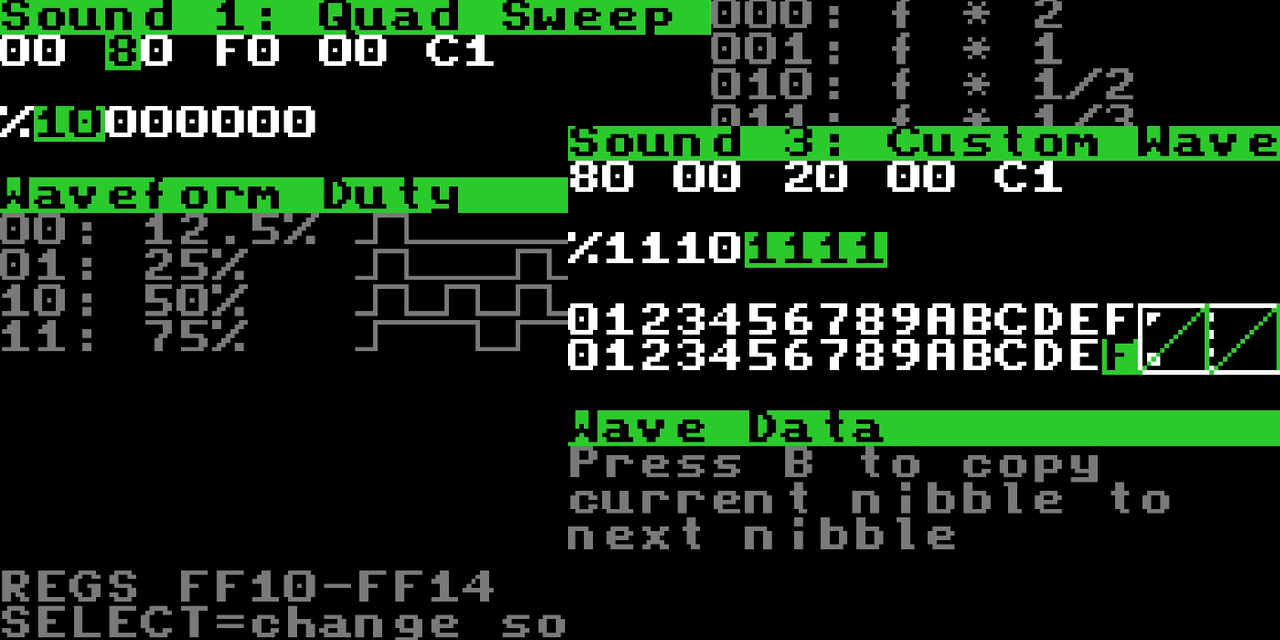 Sound 1: Quad Sweep
00 80 F0 00 C1
%10000000
Waveform Duty
00: 12.5%
01: 25%
10: 50%
11: 75%
REGS FF10-FF14
SELECT=change so
000: f * 2
001: f * 1
010: f * 1/2
011: f * 1/3
Sound 3: Custom Wave
80 00 20 00 C1
%11101111
0123456789ABCDEF
0123456789ABCDEF
Wave Data
Press B to copy
current nibble to
next nibble